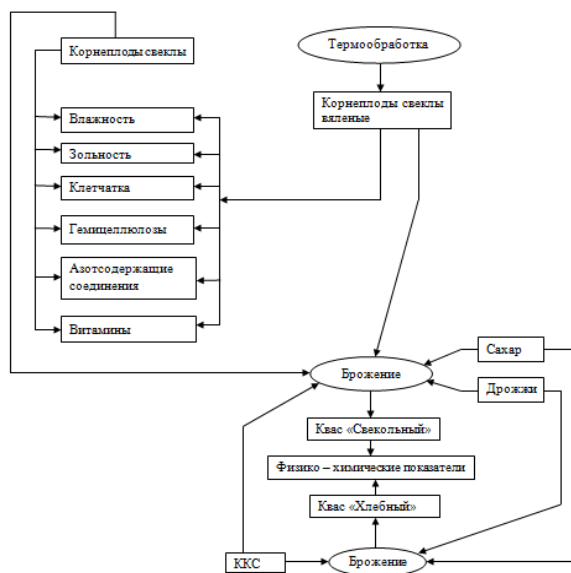 Корнеплоды свеклы
Термообработка
Корнеплоды свеклы
вяленые
Влажность
Зольность
Клетчатка
Гемицеллюлозы
Азотсодержащие
соединения
Витамины
Сахар
Брожение
Дрожжи
Квас «Свекольный»
Физико – химические показатели
Квас «Хлебный»
ККС
Брожение